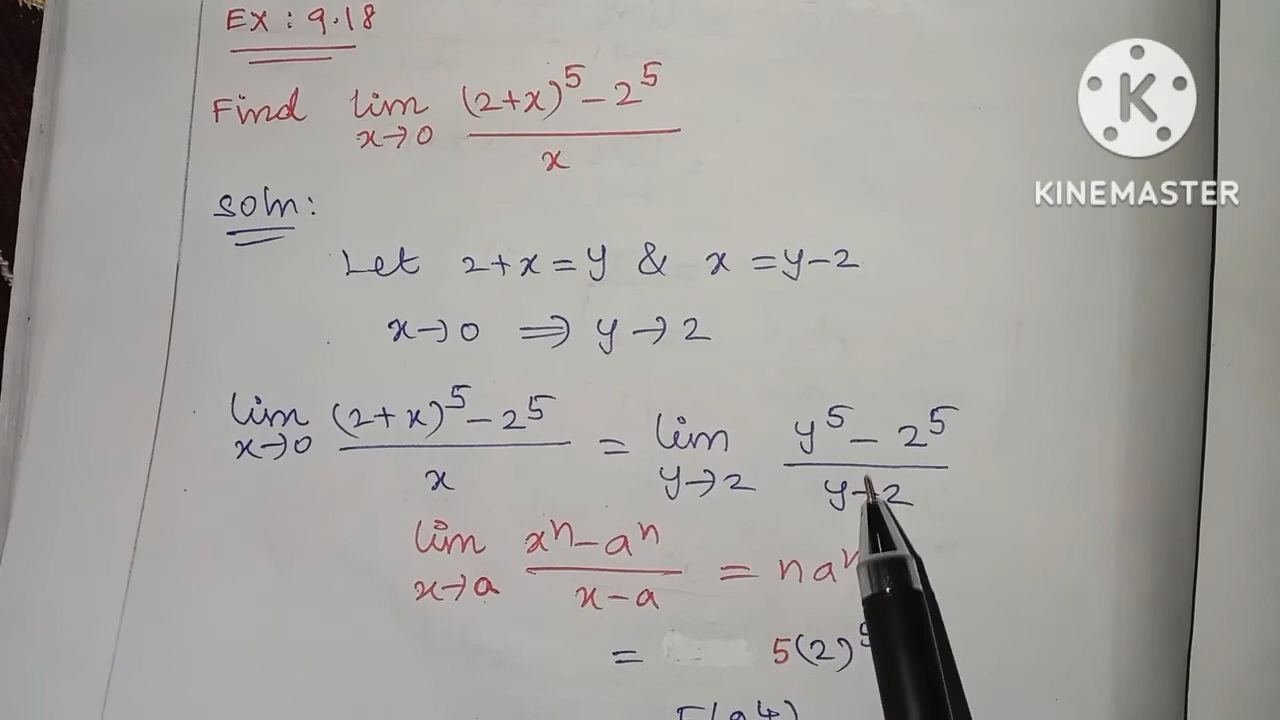 EX : 9.18
Find lim x→0 (2+x)^5 − 2^5 / x
Soln:
Let 2+x = y & x = y−2
x→0 ⟹ y→2
lim x→0 (2+x)^5 − 2^5 / x = lim y→2 y^5 − 2^5 / y−2
lim x→a x^n − a^n / x−a = na
= 5(2)
K
KINEMASTER